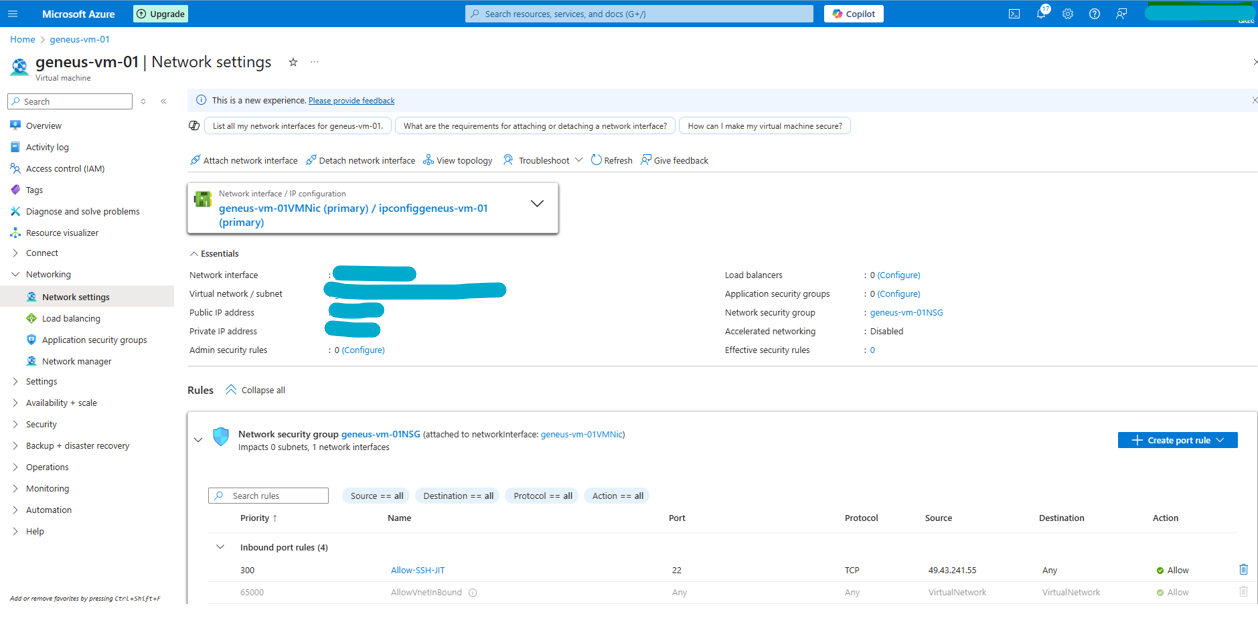 Microsoft Azure
Upgrade
Search resources, services, and docs (G+/)
Copilot
17
Home > geneus-vm-01
geneus-vm-01 | Network settings
Virtual machine
Search
Overview
Activity log
Access control (IAM)
Tags
Diagnose and solve problems
Resource visualizer
Connect
Networking
Network settings
Load balancing
Application security groups
Network manager
Settings
Availability + scale
Security
Backup + disaster recovery
Operations
Monitoring
Automation
Help
Add or remove favorites by pressing Ctrl+Shift+F
This is a new experience. Please provide feedback
List all my network interfaces for geneus-vm-01.
What are the requirements for attaching or detaching a network interface?
How can I make my virtual machine secure?
Attach network interface
Detach network interface
View topology
Troubleshoot
Refresh
Give feedback
Network interface / IP configuration
geneus-vm-01VMNic (primary) / ipconfiggeneus-vm-01
(primary)
Essentials
Network interface :
Virtual network / subnet
Public IP address
Private IP address
Admin security rules : 0 (Configure)
Load balancers : 0 (Configure)
Application security groups : 0 (Configure)
Network security group : geneus-vm-01NSG
Accelerated networking : Disabled
Effective security rules : 0
Rules
Collapse all
Network security group geneus-vm-01NSG (attached to networkInterface: geneus-vm-01VMNic)
Impacts 0 subnets, 1 network interfaces
Create port rule
Search rules
Source == all
Destination == all
Protocol == all
Action == all
Priority ↑ Name Port Protocol Source Destination Action
Inbound port rules (4)
300 Allow-SSH-JIT 22 TCP 49.43.241.55 Any Allow
65000 AllowVnetInBound Any Any VirtualNetwork VirtualNetwork Allow